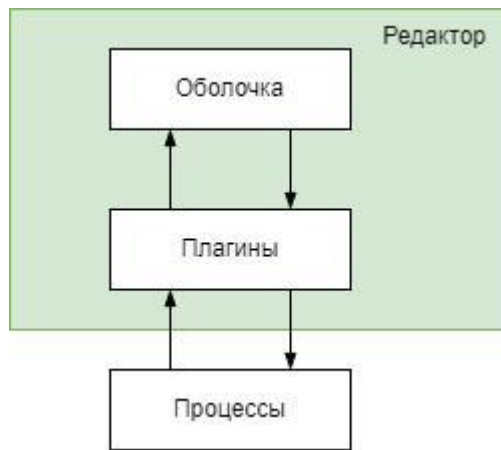 Редактор
Оболочка
Плагины
Процессы